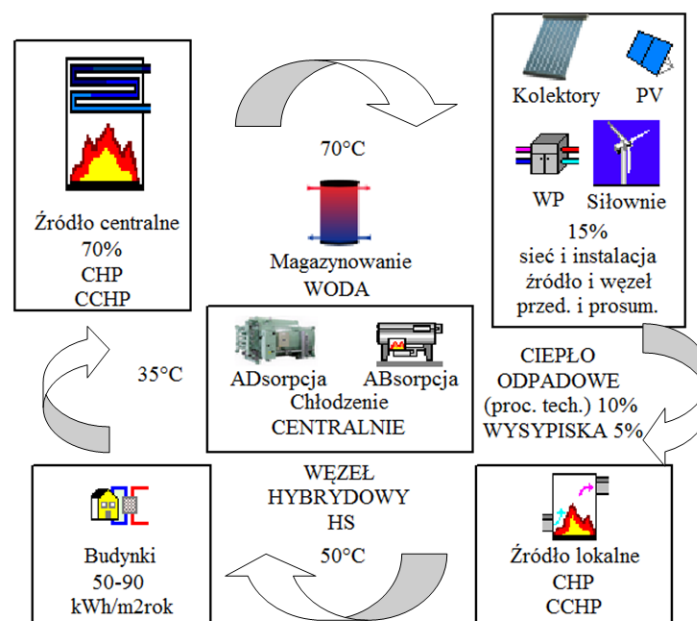 Źródło centralne
70%
CHP
CCHP
70°C
Magazynowanie
WODA
Kolektory PV
WP Siłownie
15%
sieć i instalacja
źródło i węzeł
przed. i prosum.
35°C
ADsorpcja ABsorpcja
Chłodzenie
CENTRALNIE
CIEPŁO
ODPADOWE
(proc. tech.) 10%
WYSYPISKA 5%
Budynki
50-90
kWh/m2rok
WĘZEŁ
HYBRYDOWY
HS
50°C
Źródło lokalne
CHP
CCHP